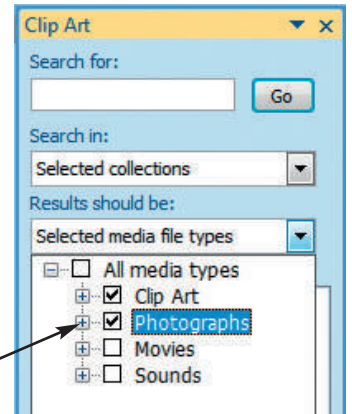 Clip Art
Search for:
Go
Search in:
Selected collections
Results should be:
Selected media file types
All media types
Clip Art
Photographs
Movies
Sounds